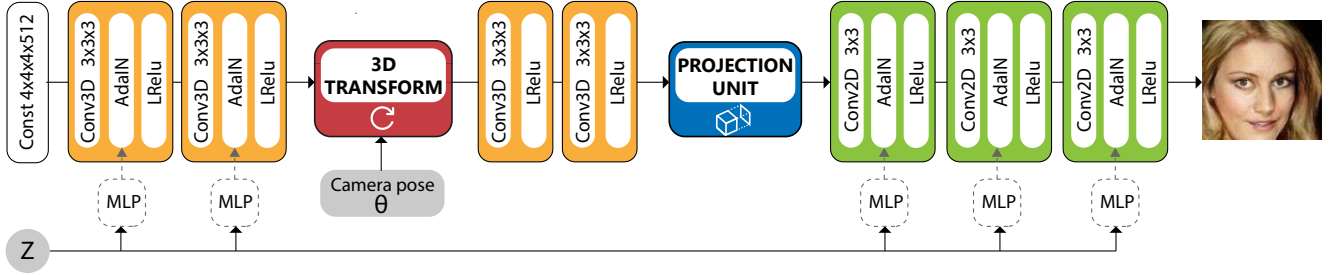 Const 4x4x4x512
Conv3D 3x3x3
AdaIN
LRelu
Conv3D 3x3x3
AdaIN
LRelu
3D
TRANSFORM
Camera pose
θ
Conv3D 3x3x3
LRelu
Conv3D 3x3x3
LRelu
PROJECTION
UNIT
Conv2D 3x3
AdaIN
LRelu
Conv2D 3x3
AdaIN
LRelu
Conv2D 3x3
AdaIN
LRelu
MLP
MLP
MLP
MLP
MLP
Z